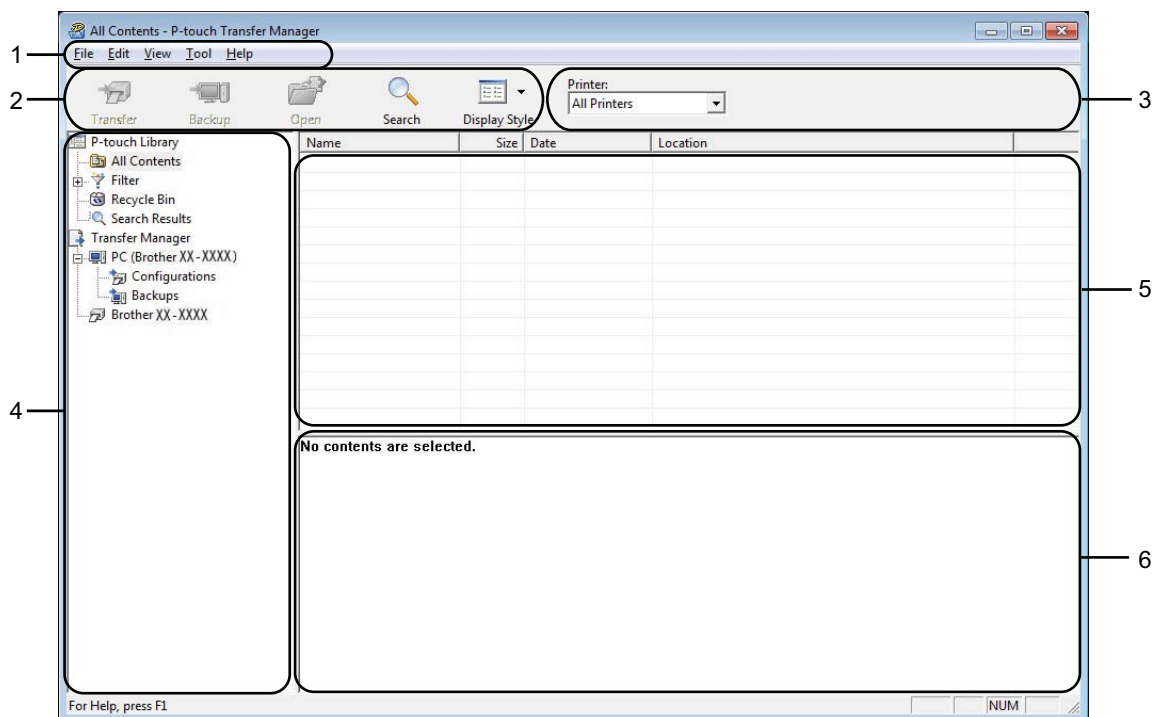 All Contents - P-touch Transfer Manager
1
File Edit View Tool Help
2
Transfer Backup Open Search Display Style
Printer:
All Printers
3
P-touch Library
All Contents
Filter
Recycle Bin
Search Results
Transfer Manager
PC (Brother XX-XXXX)
Configurations
Backups
Brother XX-XXXX
4
Name Size Date Location
5
No contents are selected.
6
For Help, press F1
NUM